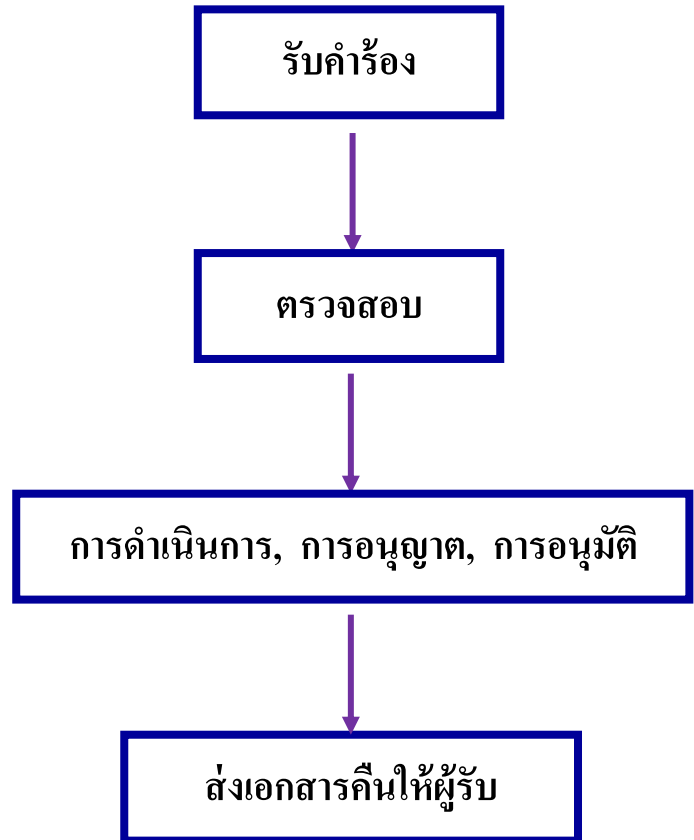 รับคำร้อง
ตรวจสอบ
การดำเนินการ, การอนุญาต, การอนุมัติ
ส่งเอกสารคืนให้ผู้รับ